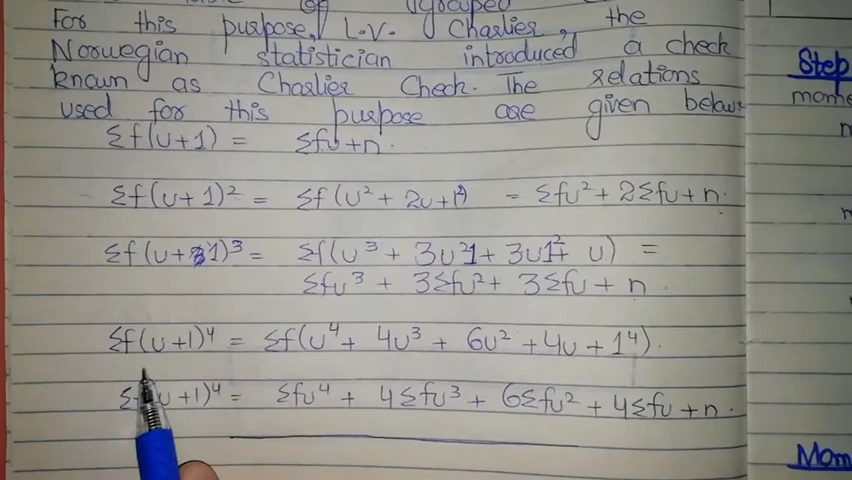 of grouped
For this purpose, L.V. Charlier, the
Norwegian statistician introduced a check
known as Charlier Check. The relations
used for this purpose are given below
Σf(u+1) = Σfu+n.
Σf(u+1)² = Σf(u² + 2u+1²) = Σfu² + 2Σfu+n.
Σf(u+1)³ = Σf(u³ + 3u²1 + 3u1² + u) =
Σfu³ + 3Σfu² + 3Σfu + n.
Σf(u+1)⁴ = Σf(u⁴ + 4u³ + 6u² + 4u + 1⁴).
u+1)⁴ = Σfu⁴ + 4Σfu³ + 6Σfu² + 4Σfu + n.
Step
mome
Mom